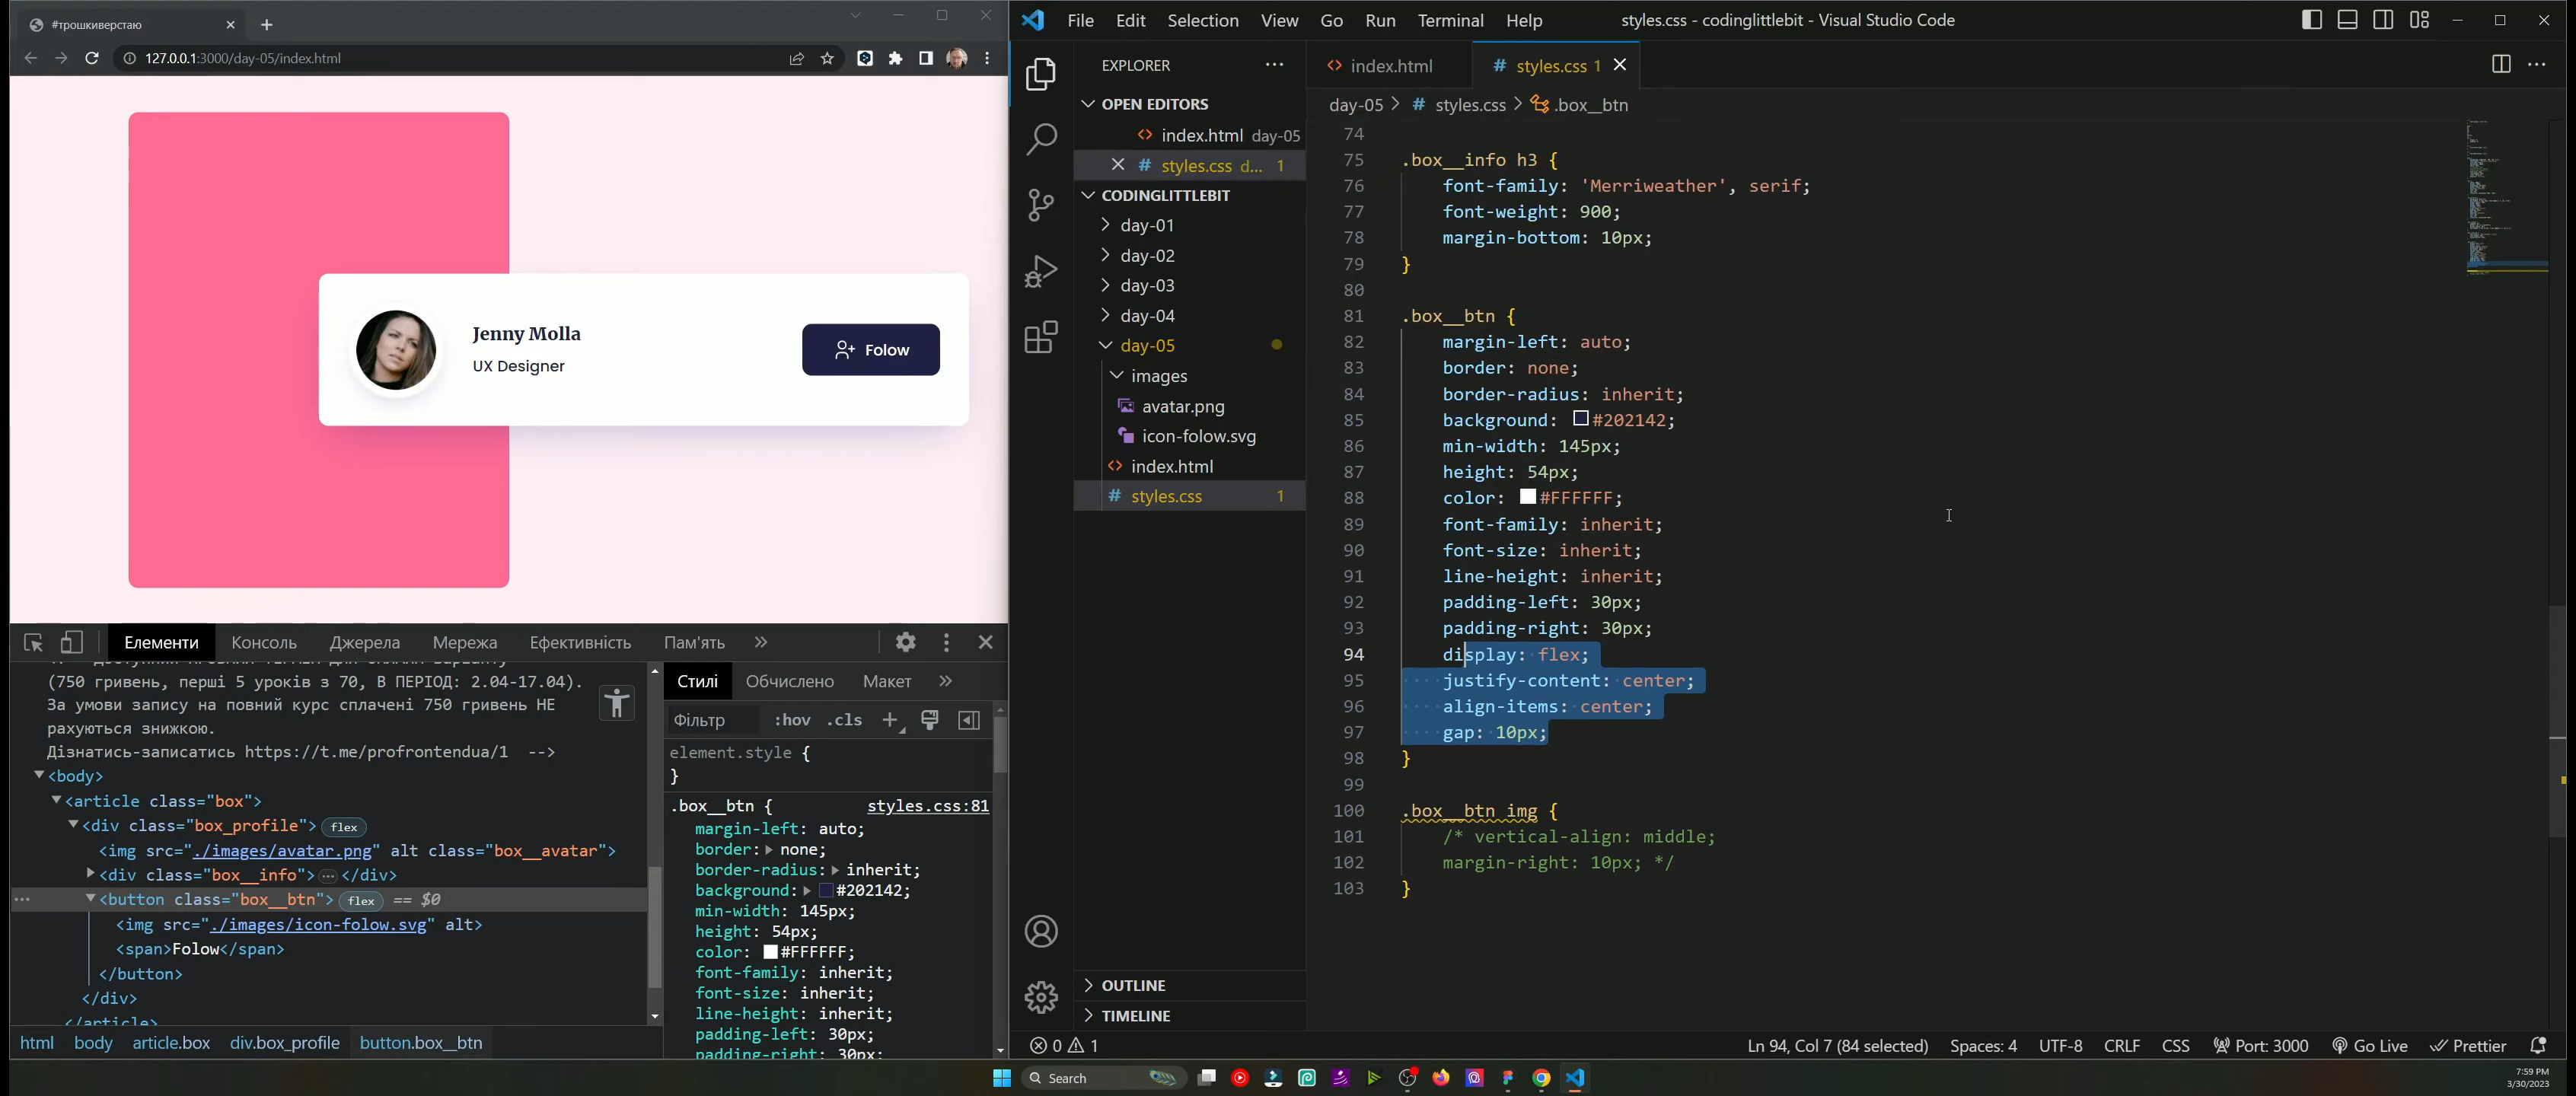 #трошкиверстаю
127.0.0.1:3000/day-05/index.html
Jenny Molla
UX Designer
Folow
Елементи
Консоль
Джерела
Мережа
Ефективність
Пам'ять
(750 гривень, перші 5 уроків з 70, В ПЕРІОД: 2.04-17.04).
За умови запису на повний курс сплачені 750 гривень НЕ
рахуються знижкою.
Дізнатись-записатись https://t.me/profrontendua/1 -->
<body>
<article class="box">
<div class="box_profile"> flex
<img src="./images/avatar.png" alt class="box__avatar">
<div class="box__info"> … </div>
<button class="box__btn"> flex == $0
<img src="./images/icon-folow.svg" alt>
<span>Folow</span>
</button>
</div>
</article>
html body article.box div.box_profile button.box__btn
Стилі
Обчислено
Макет
Фільтр
:hov .cls
element.style {
}
.box__btn { styles.css:81
margin-left: auto;
border: none;
border-radius: inherit;
background: #202142;
min-width: 145px;
height: 54px;
color: #FFFFFF;
font-family: inherit;
font-size: inherit;
line-height: inherit;
padding-left: 30px;
padding-right: 30px;
File Edit Selection View Go Run Terminal Help
styles.css - codinglittlebit - Visual Studio Code
EXPLORER
OPEN EDITORS
index.html day-05
styles.css d... 1
CODINGLITTLEBIT
day-01
day-02
day-03
day-04
day-05
images
avatar.png
icon-folow.svg
index.html
styles.css 1
OUTLINE
TIMELINE
index.html
styles.css 1
day-05 > # styles.css > .box__btn
74
75 .box__info h3 {
76 font-family: 'Merriweather', serif;
77 font-weight: 900;
78 margin-bottom: 10px;
79 }
80
81 .box__btn {
82 margin-left: auto;
83 border: none;
84 border-radius: inherit;
85 background: #202142;
86 min-width: 145px;
87 height: 54px;
88 color: #FFFFFF;
89 font-family: inherit;
90 font-size: inherit;
91 line-height: inherit;
92 padding-left: 30px;
93 padding-right: 30px;
94 display: flex;
95 justify-content: center;
96 align-items: center;
97 gap: 10px;
98 }
99
100 .box__btn img {
101 /* vertical-align: middle;
102 margin-right: 10px; */
103 }
0 1
Ln 94, Col 7 (84 selected) Spaces: 4 UTF-8 CRLF CSS Port: 3000 Go Live Prettier
Search
7:59 PM
3/30/2023